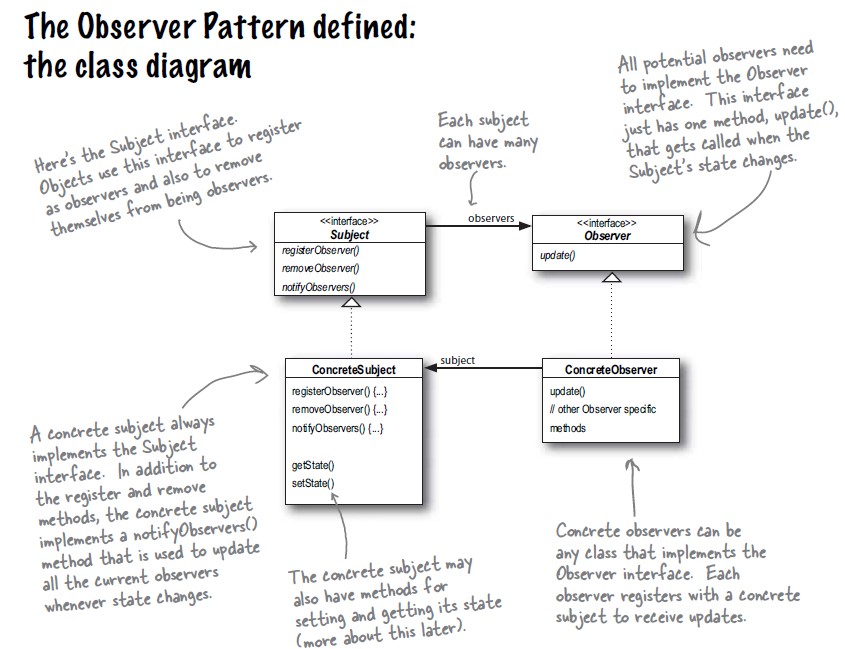 The Observer Pattern defined:
the class diagram
Here's the Subject interface.
Objects use this interface to register
as observers and also to remove
themselves from being observers.
Each subject
can have many
observers.
All potential observers need
to implement the Observer
interface. This interface
just has one method, update(),
that gets called when the
Subject's state changes.
<<interface>>
Subject
registerObserver()
removeObserver()
notifyObservers()
observers
<<interface>>
Observer
update()
ConcreteSubject
registerObserver() {...}
removeObserver() {...}
notifyObservers() {...}
getState()
setState()
subject
ConcreteObserver
update()
// other Observer specific
methods
A concrete subject always
implements the Subject
interface. In addition to
the register and remove
methods, the concrete subject
implements a notifyObservers()
method that is used to update
all the current observers
whenever state changes.
The concrete subject may
also have methods for
setting and getting its state
(more about this later).
Concrete observers can be
any class that implements the
Observer interface. Each
observer registers with a concrete
subject to receive updates.